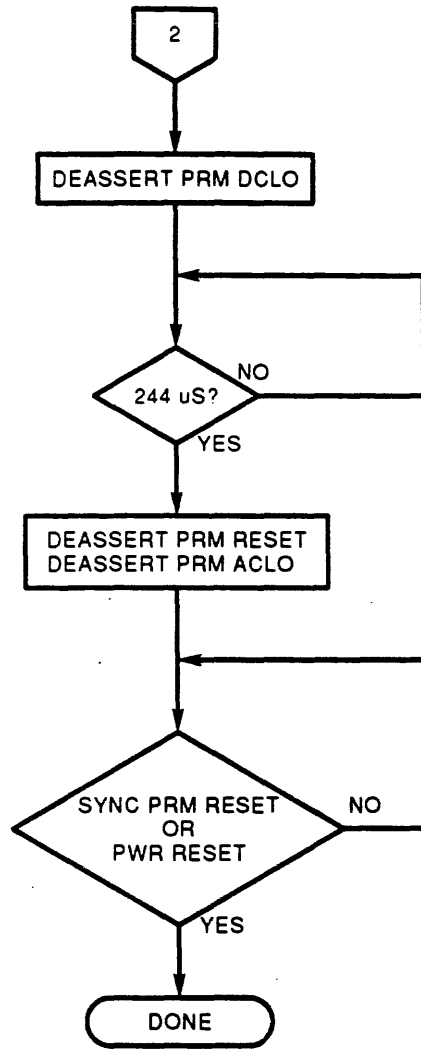 2
DEASSERT PRM DCLO
244 uS?
NO
YES
DEASSERT PRM RESET
DEASSERT PRM ACLO
SYNC PRM RESET
OR
PWR RESET
NO
YES
DONE